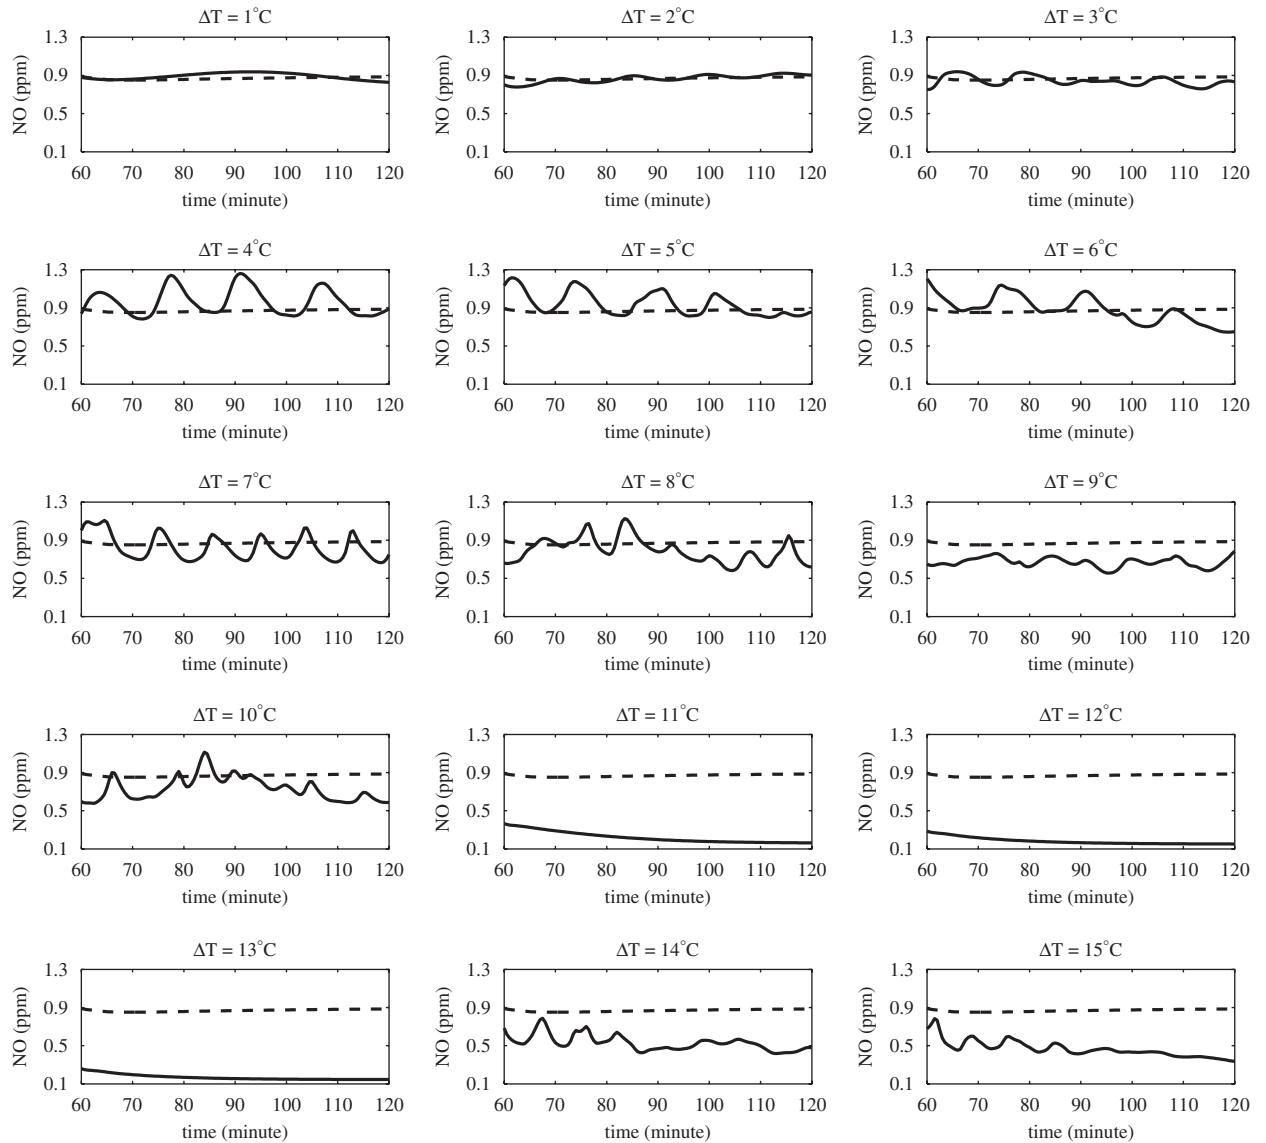 ΔT = 1°C ΔT = 2°C ΔT = 3°C
1.3 1.3 1.3
0.9 0.9 0.9
NO (ppm) NO (ppm) NO (ppm)
0.5 0.5 0.5
0.1 0.1 0.1
60 70 80 90 100 110 120 60 70 80 90 100 110 120 60 70 80 90 100 110 120
time (minute) time (minute) time (minute)
ΔT = 4°C ΔT = 5°C ΔT = 6°C
1.3 1.3 1.3
0.9 0.9 0.9
NO (ppm) NO (ppm) NO (ppm)
0.5 0.5 0.5
0.1 0.1 0.1
60 70 80 90 100 110 120 60 70 80 90 100 110 120 60 70 80 90 100 110 120
time (minute) time (minute) time (minute)
ΔT = 7°C ΔT = 8°C ΔT = 9°C
1.3 1.3 1.3
0.9 0.9 0.9
NO (ppm) NO (ppm) NO (ppm)
0.5 0.5 0.5
0.1 0.1 0.1
60 70 80 90 100 110 120 60 70 80 90 100 110 120 60 70 80 90 100 110 120
time (minute) time (minute) time (minute)
ΔT = 10°C ΔT = 11°C ΔT = 12°C
1.3 1.3 1.3
0.9 0.9 0.9
NO (ppm) NO (ppm) NO (ppm)
0.5 0.5 0.5
0.1 0.1 0.1
60 70 80 90 100 110 120 60 70 80 90 100 110 120 60 70 80 90 100 110 120
time (minute) time (minute) time (minute)
ΔT = 13°C ΔT = 14°C ΔT = 15°C
1.3 1.3 1.3
0.9 0.9 0.9
NO (ppm) NO (ppm) NO (ppm)
0.5 0.5 0.5
0.1 0.1 0.1
60 70 80 90 100 110 120 60 70 80 90 100 110 120 60 70 80 90 100 110 120
time (minute) time (minute) time (minute)